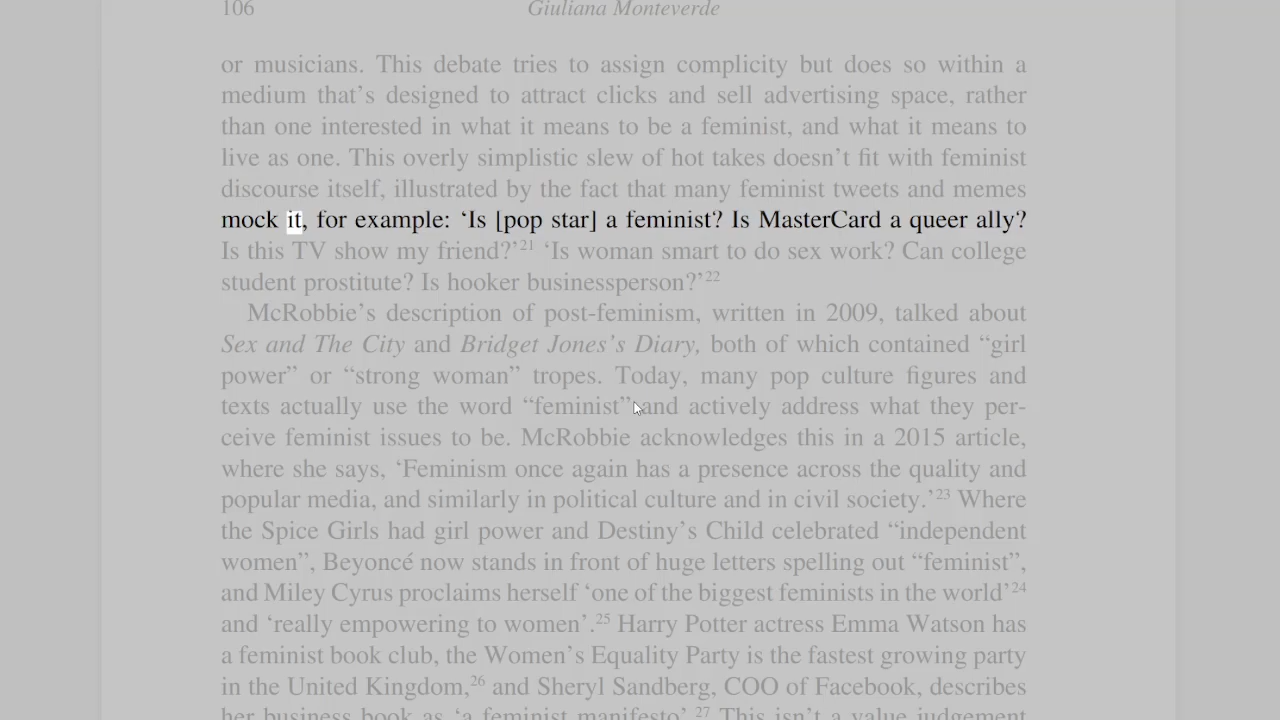 106 Giuliana Monteverde
or musicians. This debate tries to assign complicity but does so within a
medium that’s designed to attract clicks and sell advertising space, rather
than one interested in what it means to be a feminist, and what it means to
live as one. This overly simplistic slew of hot takes doesn’t fit with feminist
discourse itself, illustrated by the fact that many feminist tweets and memes
mock it, for example: ‘Is [pop star] a feminist? Is MasterCard a queer ally?
Is this TV show my friend?’21 ‘Is woman smart to do sex work? Can college
student prostitute? Is hooker businessperson?’22
McRobbie’s description of post-feminism, written in 2009, talked about
Sex and The City and Bridget Jones’s Diary, both of which contained “girl
power” or “strong woman” tropes. Today, many pop culture figures and
texts actually use the word “feminist” and actively address what they per-
ceive feminist issues to be. McRobbie acknowledges this in a 2015 article,
where she says, ‘Feminism once again has a presence across the quality and
popular media, and similarly in political culture and in civil society.’23 Where
the Spice Girls had girl power and Destiny’s Child celebrated “independent
women”, Beyoncé now stands in front of huge letters spelling out “feminist”,
and Miley Cyrus proclaims herself ‘one of the biggest feminists in the world’24
and ‘really empowering to women’.25 Harry Potter actress Emma Watson has
a feminist book club, the Women’s Equality Party is the fastest growing party
in the United Kingdom,26 and Sheryl Sandberg, COO of Facebook, describes
her business book as ‘a feminist manifesto’.27 This isn’t a value judgement